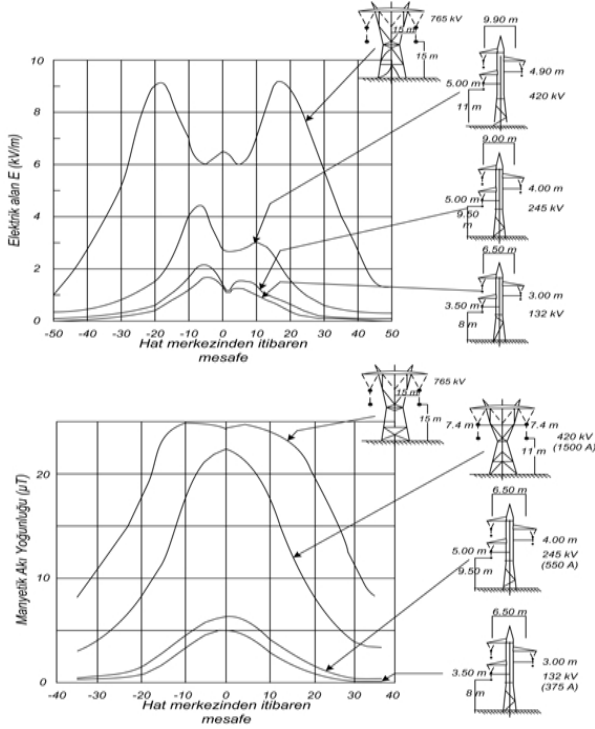 765 kV
15 m
15 m
9.90 m
4.90 m
5.00 m
420 kV
11 m
9.00 m
4.00 m
5.00 m
245 kV
9.50
m
6.50 m
3.00 m
3.50 m
132 kV
8 m
Elektrik alan E (kV/m)
10
8
6
4
2
0
-50 -40 -30 -20 -10 0 10 20 30 40 50
Hat merkezinden itibaren
mesafe
765 kV
15 m
15 m
7.4 m
7.4 m
420 kV
(1500 A)
11 m
6.50 m
4.00 m
5.00 m
245 kV
(550 A)
9.50 m
6.50 m
3.00 m
3.50 m
132 kV
(375 A)
8 m
Manyetik Akı Yoğunluğu (µT)
20
10
0
-40 -30 -20 -10 0 10 20 30 40
Hat merkezinden itibaren
mesafe